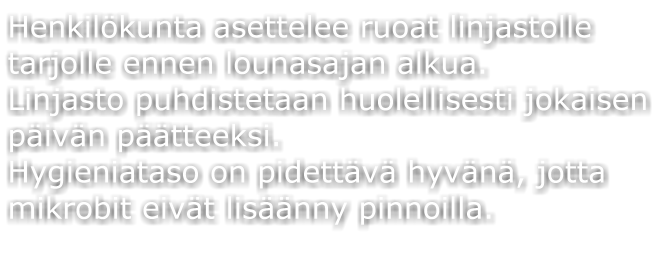 Henkilökunta asettelee ruoat linjastolle
tarjolle ennen lounasajan alkua.
Linjasto puhdistetaan huolellisesti jokaisen
päivän päätteeksi.
Hygieniataso on pidettävä hyvänä, jotta
mikrobit eivät lisäänny pinnoilla.